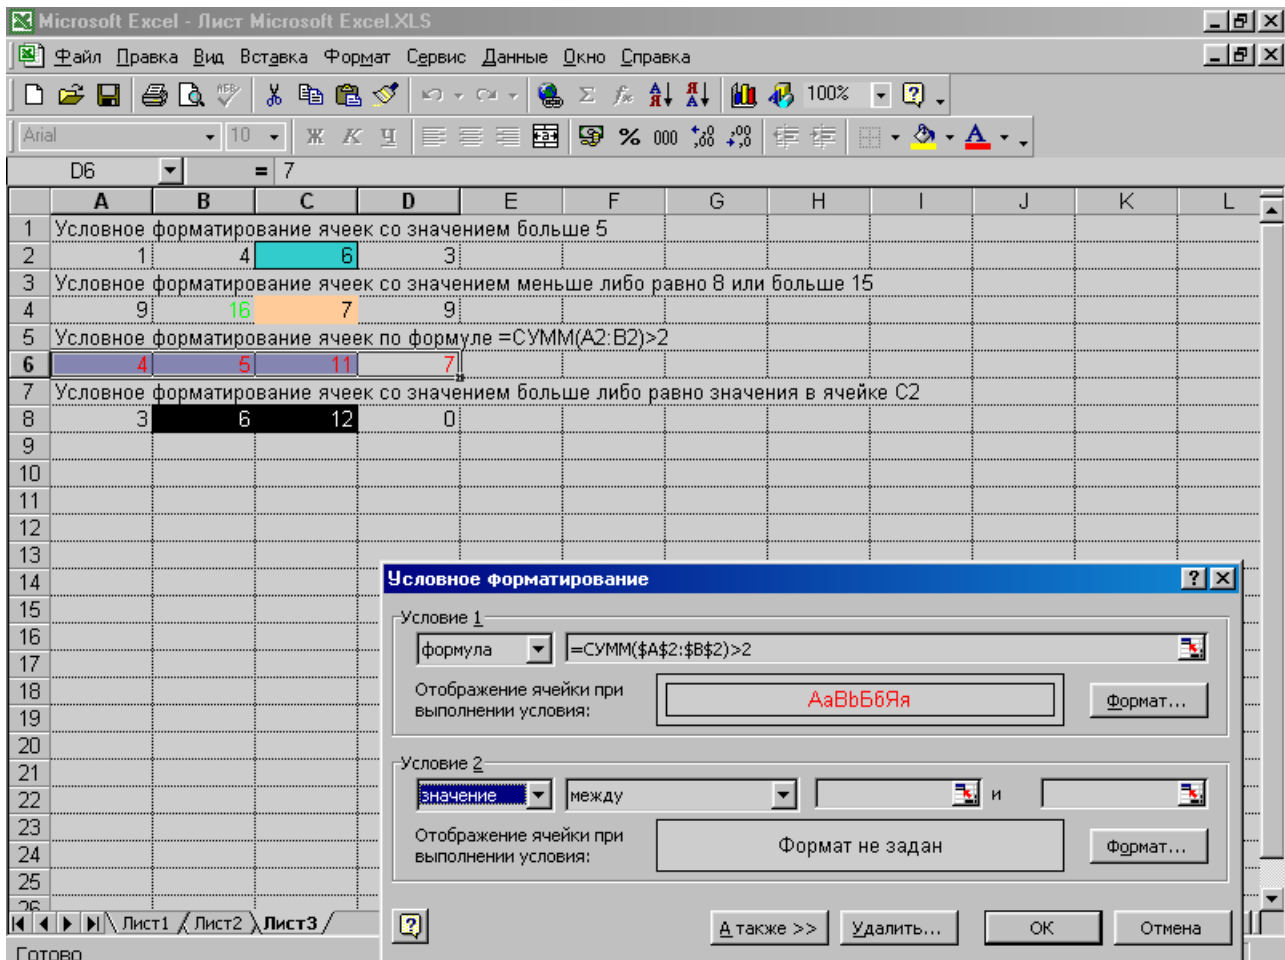 Microsoft Excel - Лист Microsoft Excel.XLS
Файл Правка Вид Вставка Формат Сервис Данные Окно Справка
100%
Arial 10 Ж К Ч % 000
D6 = 7
A B C D E F G H I J K L
1 Условное форматирование ячеек со значением больше 5
2 1 4 6 3
3 Условное форматирование ячеек со значением меньше либо равно 8 или больше 15
4 9 16 7 9
5 Условное форматирование ячеек по формуле =СУММ(A2:B2)>2
6 4 5 11 7
7 Условное форматирование ячеек со значением больше либо равно значения в ячейке C2
8 3 6 12 0
9
10
11
12
13
14
15
16
17
18
19
20
21
22
23
24
25
26
Условное форматирование
Условие 1
формула =СУММ($A$2:$B$2)>2
Отображение ячейки при
выполнении условия:
АаBbБбЯя
Формат...
Условие 2
значение между и
Отображение ячейки при
выполнении условия:
Формат не задан
Формат...
А также >> Удалить... ОК Отмена
Лист1 Лист2 Лист3
Готово